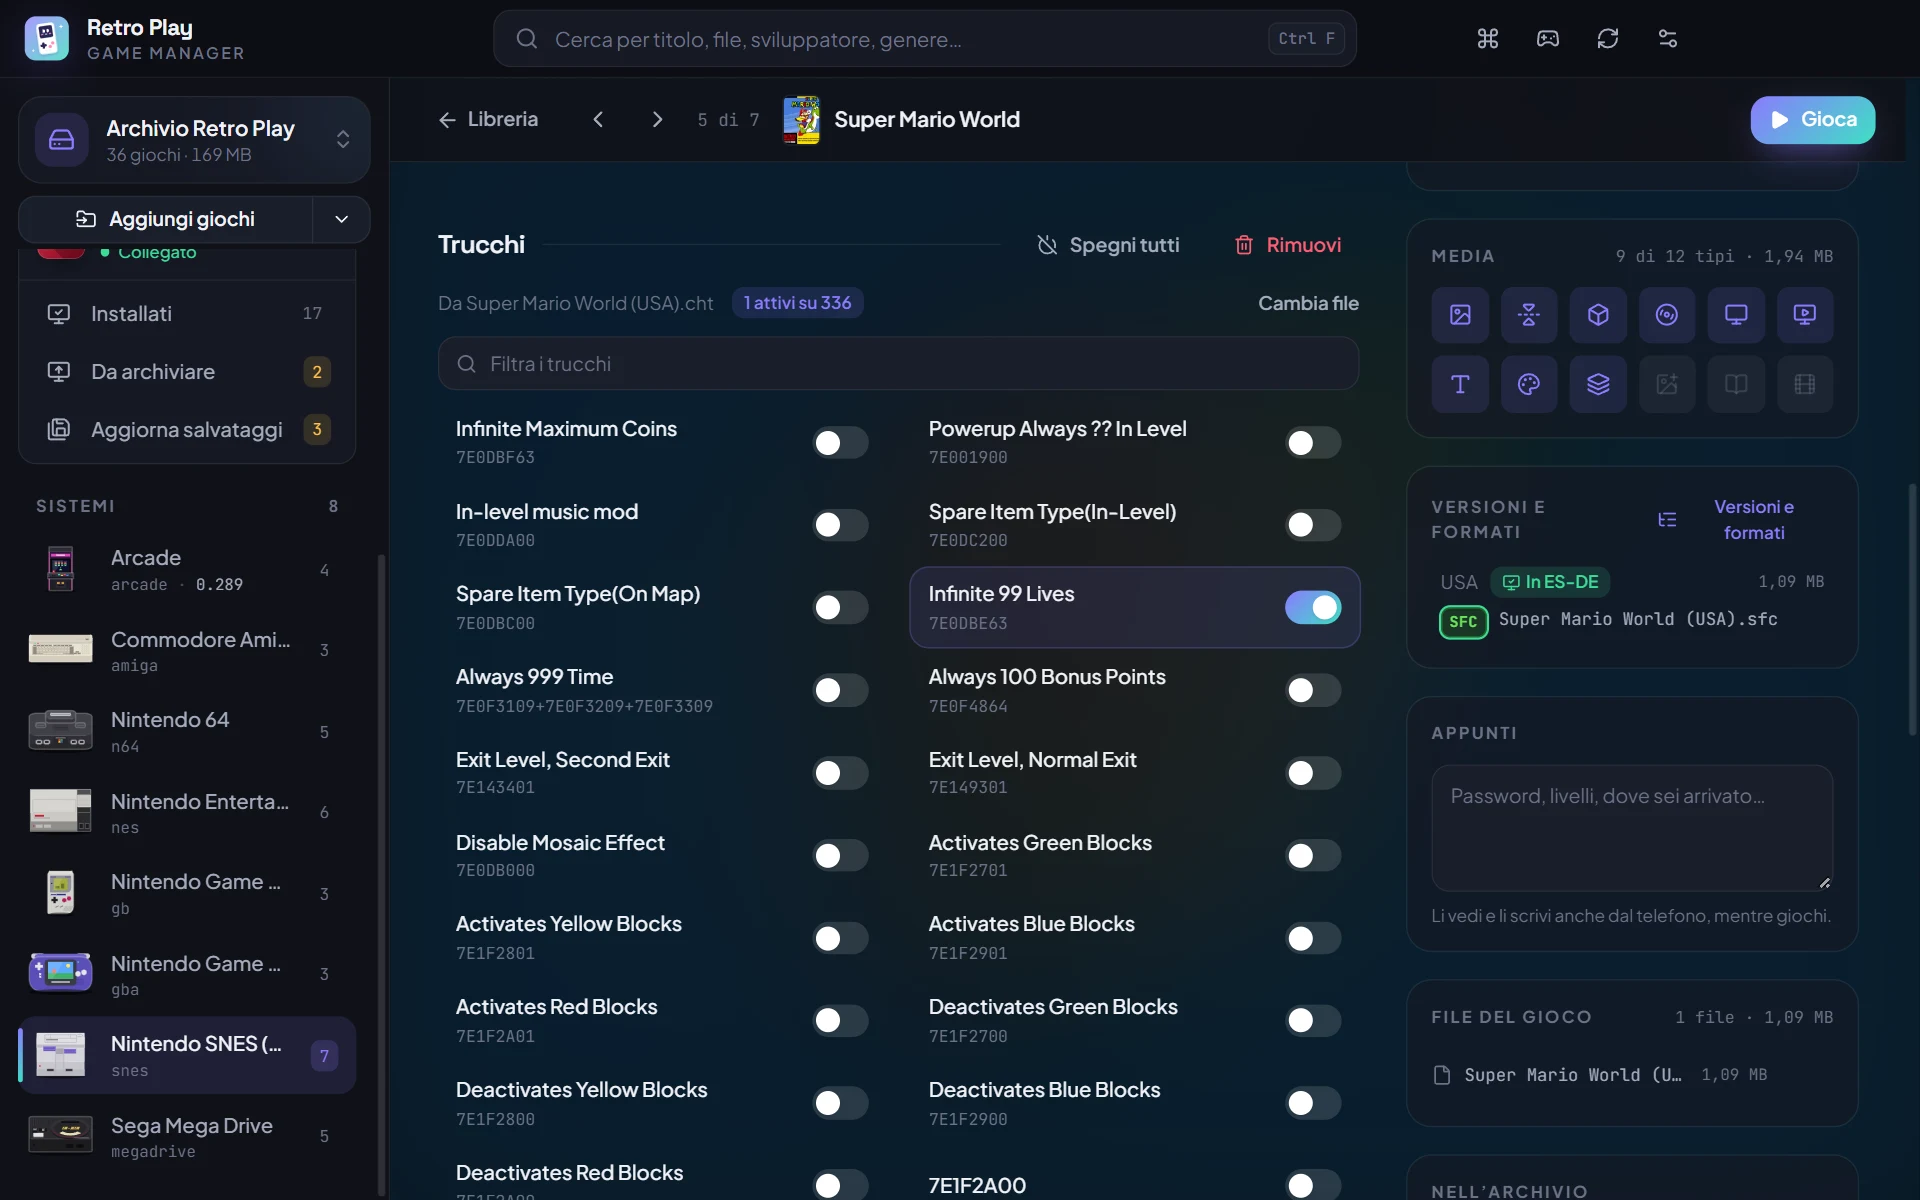 Retro Play
GAME MANAGER
Cerca per titolo, file, sviluppatore, genere...
Ctrl F
Archivio Retro Play
36 giochi · 169 MB
Aggiungi giochi
Collegato
Installati 17
Da archiviare 2
Aggiorna salvataggi 3
SISTEMI 8
Arcade
arcade · 0.289
4
Commodore Ami...
amiga
3
Nintendo 64
n64
5
Nintendo Enterta...
nes
6
Nintendo Game ...
gb
3
Nintendo Game ...
gba
3
Nintendo SNES (...
snes
7
Sega Mega Drive
megadrive
5
Libreria
5 di 7
Super Mario World
Gioca
Trucchi
Spegni tutti
Rimuovi
Da Super Mario World (USA).cht
1 attivi su 336
Cambia file
Filtra i trucchi
Infinite Maximum Coins
7E0DBF63
Powerup Always ?? In Level
7E001900
In-level music mod
7E0DDA00
Spare Item Type(In-Level)
7E0DC200
Spare Item Type(On Map)
7E0DBC00
Infinite 99 Lives
7E0DBE63
Always 999 Time
7E0F3109+7E0F3209+7E0F3309
Always 100 Bonus Points
7E0F4864
Exit Level, Second Exit
7E143401
Exit Level, Normal Exit
7E149301
Disable Mosaic Effect
7E0DB000
Activates Green Blocks
7E1F2701
Activates Yellow Blocks
7E1F2801
Activates Blue Blocks
7E1F2901
Activates Red Blocks
7E1F2A01
Deactivates Green Blocks
7E1F2700
Deactivates Yellow Blocks
7E1F2800
Deactivates Blue Blocks
7E1F2900
Deactivates Red Blocks
7E1F2A00
7E1F2A00
MEDIA
9 di 12 tipi · 1,94 MB
VERSIONI E
FORMATI
Versioni e
formati
USA
In ES-DE
1,09 MB
SFC
Super Mario World (USA).sfc
APPUNTI
Password, livelli, dove sei arrivato...
Li vedi e li scrivi anche dal telefono, mentre giochi.
FILE DEL GIOCO
1 file · 1,09 MB
Super Mario World (U...
1,09 MB
NELL'ARCHIVIO